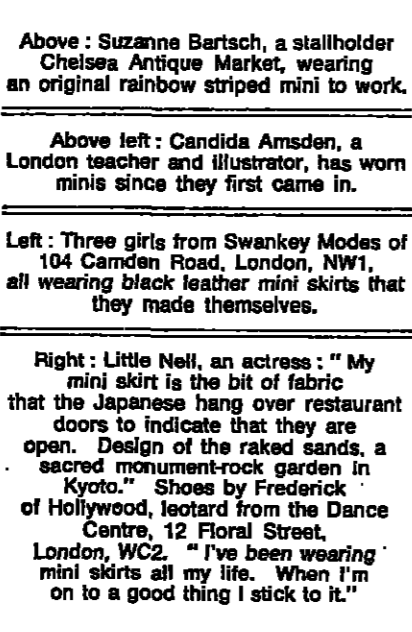 Above : Suzanne Bartsch, a stallholder
Chelsea Antique Market, wearing
an original rainbow striped mini to work.
Above left : Candida Amsden, a
London teacher and illustrator, has worn
minis since they first came in.
Left : Three girls from Swankey Modes of
104 Camden Road, London, NW1,
all wearing black leather mini skirts that
they made themselves.
Right : Little Nell, an actress : " My
mini skirt is the bit of fabric
that the Japanese hang over restaurant
doors to indicate that they are
open. Design of the raked sands, a
sacred monument-rock garden in
Kyoto." Shoes by Frederick
of Hollywood, leotard from the Dance
Centre, 12 Floral Street,
London, WC2. " I've been wearing
mini skirts all my life. When I'm
on to a good thing I stick to it."